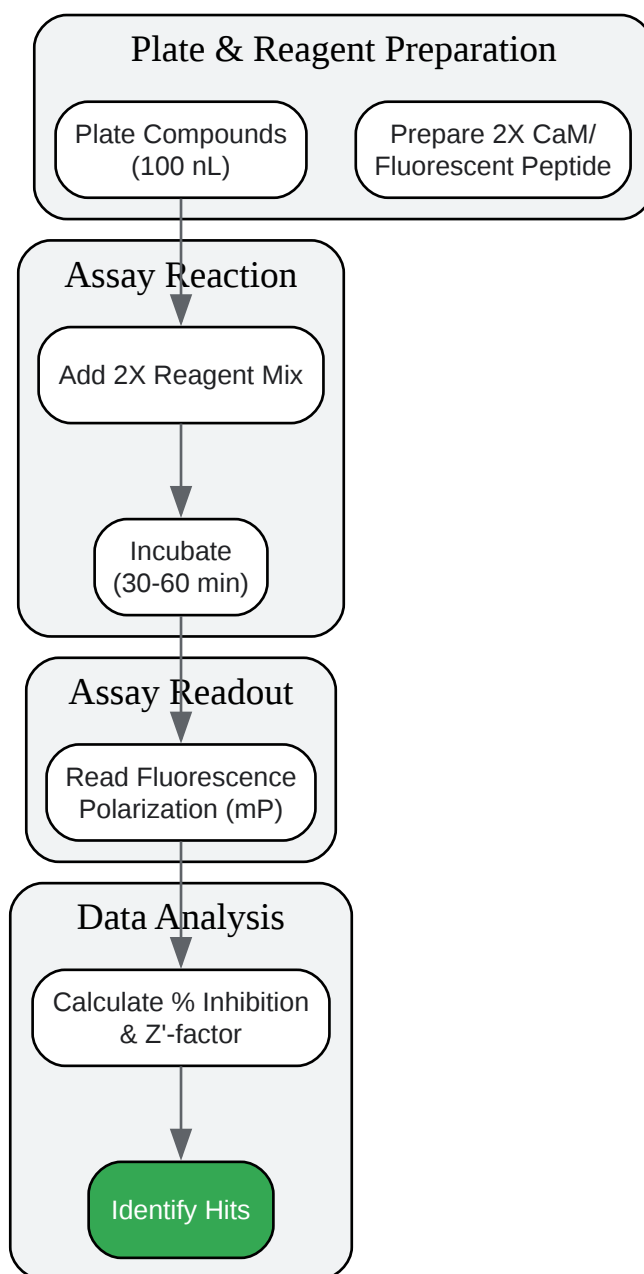 Plate & Reagent Preparation
Plate Compounds
(100 nL)
Prepare 2X CaM/
Fluorescent Peptide
Assay Reaction
Add 2X Reagent Mix
Incubate
(30-60 min)
Assay Readout
Read Fluorescence
Polarization (mP)
Data Analysis
Calculate % Inhibition
& Z'-factor
Identify Hits